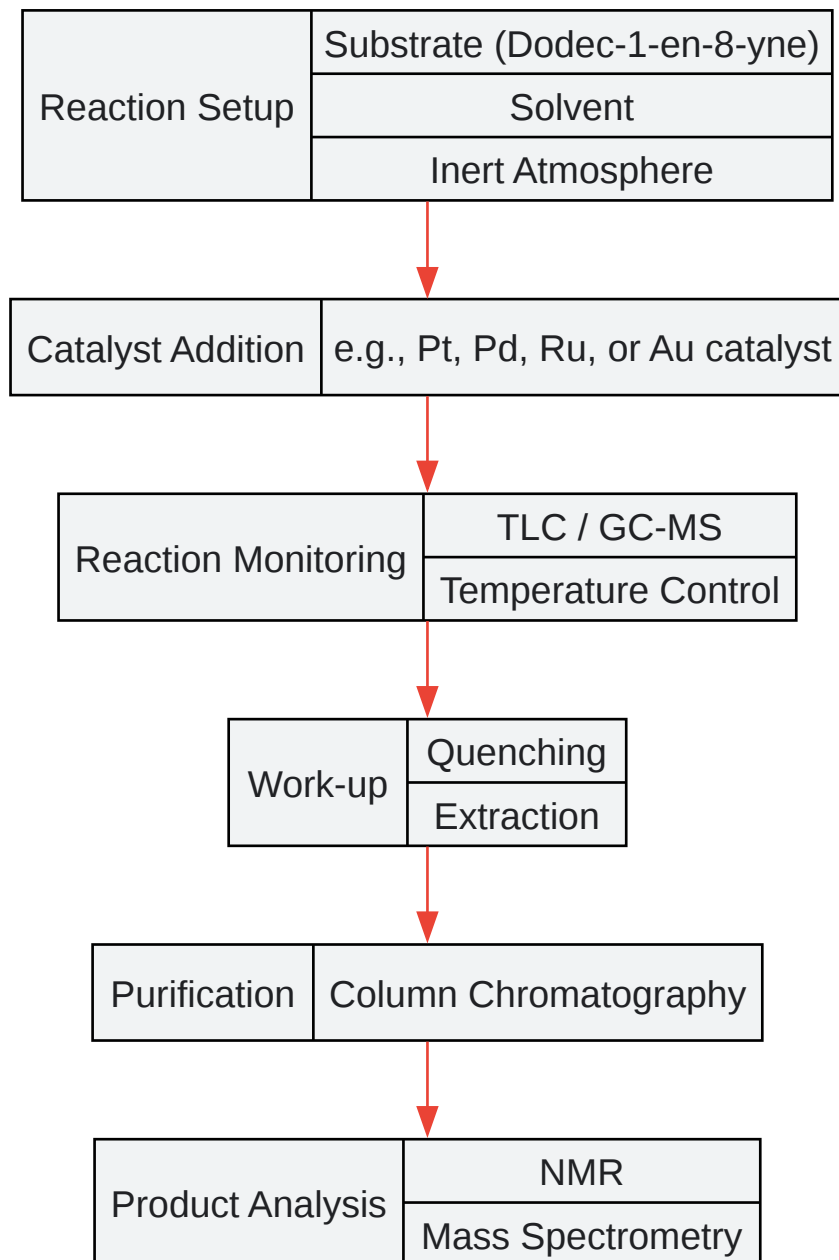 Reaction Setup
Substrate (Dodec-1-en-8-yne)
Solvent
Inert Atmosphere
Catalyst Addition
e.g., Pt, Pd, Ru, or Au catalyst
Reaction Monitoring
TLC / GC-MS
Temperature Control
Work-up
Quenching
Extraction
Purification
Column Chromatography
Product Analysis
NMR
Mass Spectrometry